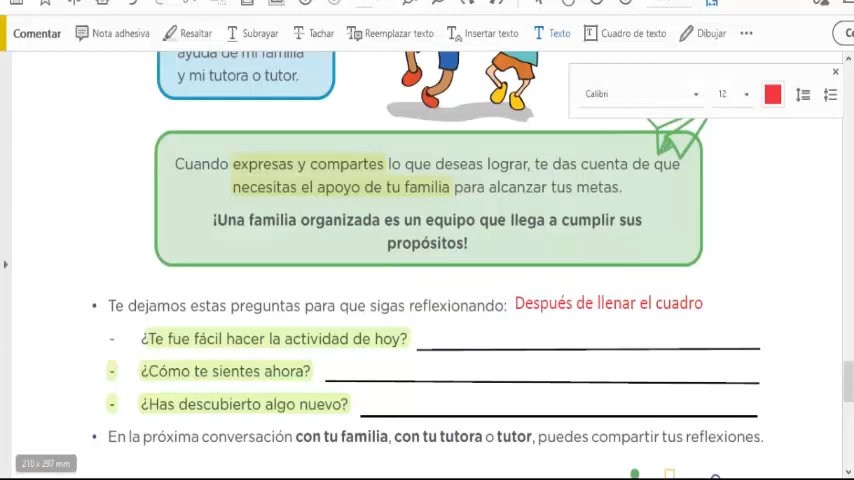 Comentar Nota adhesiva Resaltar Subrayar Tachar Reemplazar texto Insertar texto Texto Cuadro de texto Dibujar
ayuda de mi familia
y mi tutora o tutor.
Calibri 12
Cuando expresas y compartes lo que deseas lograr, te das cuenta de que
necesitas el apoyo de tu familia para alcanzar tus metas.
¡Una familia organizada es un equipo que llega a cumplir sus
propósitos!
• Te dejamos estas preguntas para que sigas reflexionando: Después de llenar el cuadro
- ¿Te fue fácil hacer la actividad de hoy?
- ¿Cómo te sientes ahora?
- ¿Has descubierto algo nuevo?
• En la próxima conversación con tu familia, con tu tutora o tutor, puedes compartir tus reflexiones.
210 x 297 mm